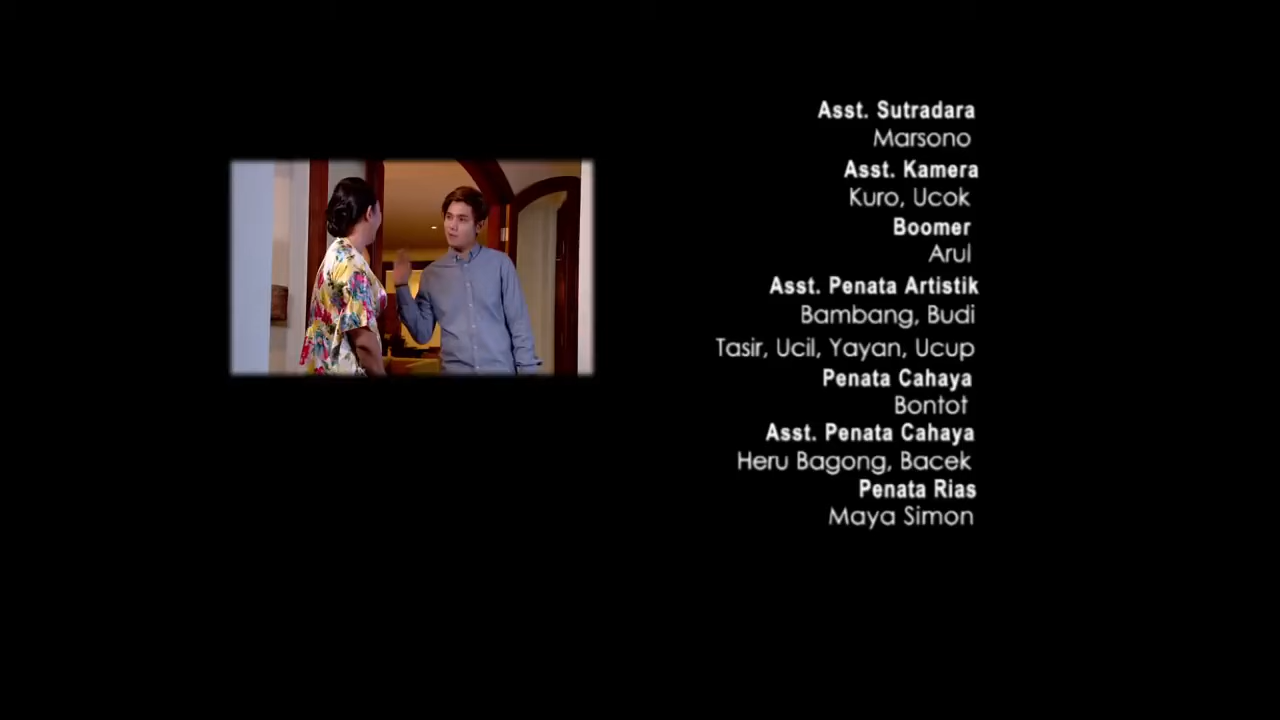 Asst. Sutradara
Marsono
Asst. Kamera
Kuro, Ucok
Boomer
Arul
Asst. Penata Artistik
Bambang, Budi
Tasir, Ucil, Yayan, Ucup
Penata Cahaya
Bontot
Asst. Penata Cahaya
Heru Bagong, Bacek
Penata Rias
Maya Simon